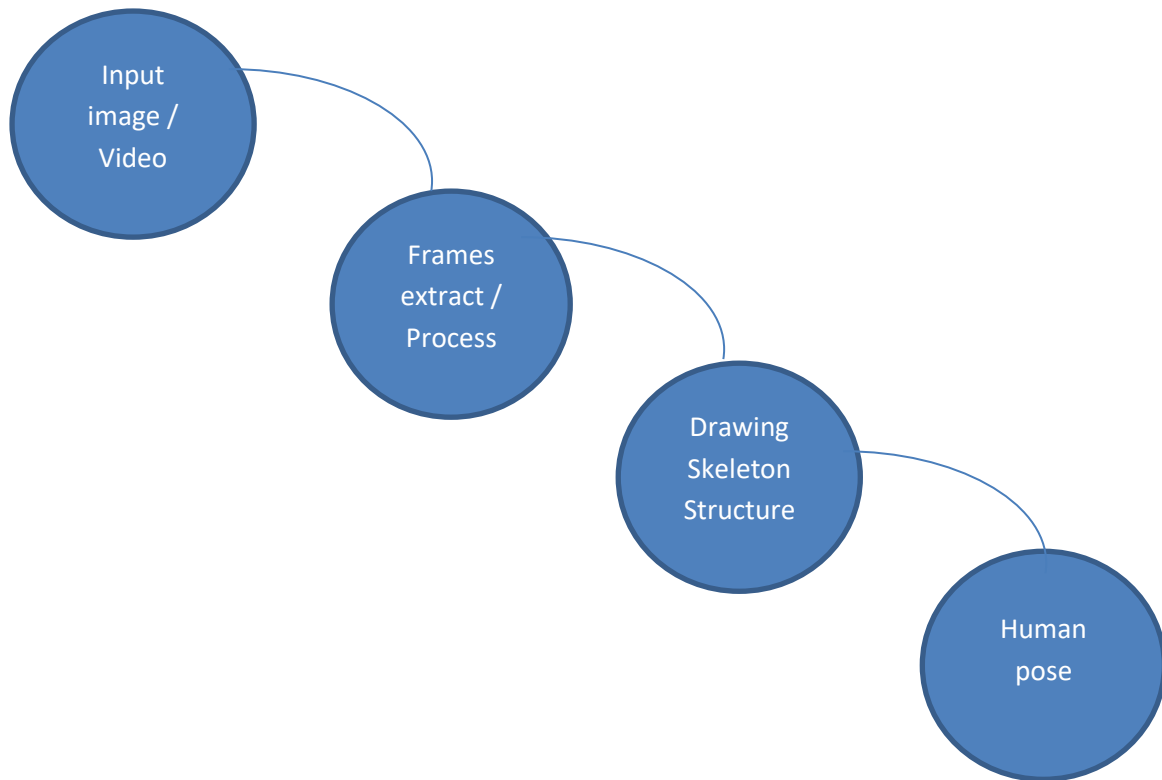 Input
image /
Video
Frames
extract /
Process
Drawing
Skeleton
Structure
Human
pose